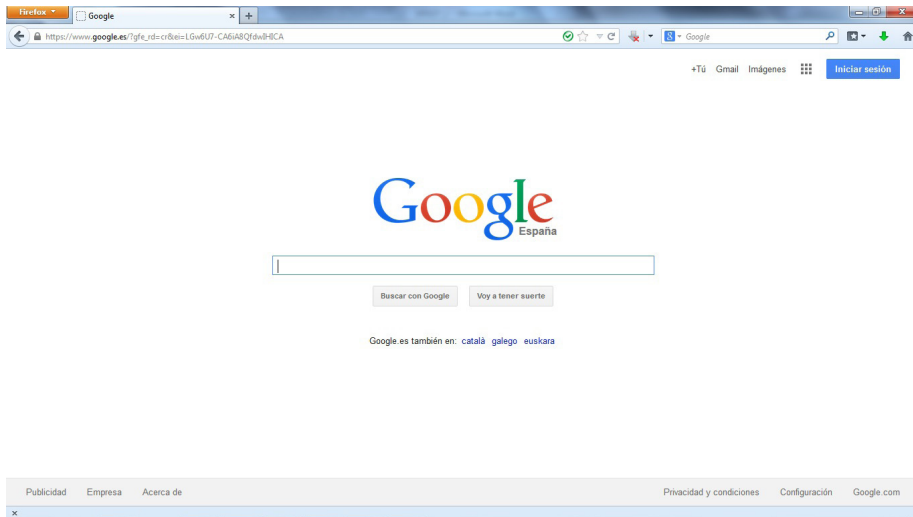 Firefox
Google
https://www.google.es/?gfe_rd=cr&ei=LGw6U7-CA6iA8QfdwIHICA
Google
+Tú Gmail Imágenes Iniciar sesión
Google
España
Buscar con Google Voy a tener suerte
Google.es también en: català galego euskara
Publicidad Empresa Acerca de Privacidad y condiciones Configuración Google.com